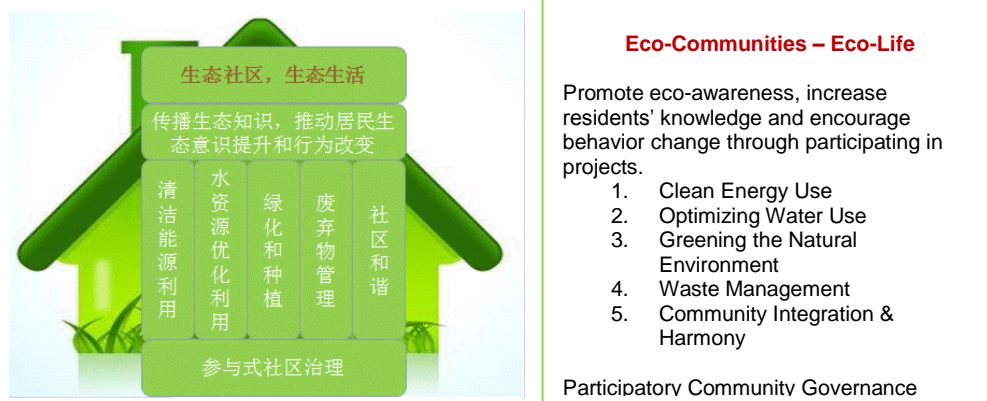 生态社区，生态生活
传播生态知识，推动居民生
态意识提升和行为改变
清洁能源利用
水资源优化利用
绿化和种植
废弃物管理
社区和谐
参与式社区治理
Eco-Communities – Eco-Life
Promote eco-awareness, increase
residents’ knowledge and encourage
behavior change through participating in
projects.
1. Clean Energy Use
2. Optimizing Water Use
3. Greening the Natural
Environment
4. Waste Management
5. Community Integration &
Harmony
Participatory Community Governance